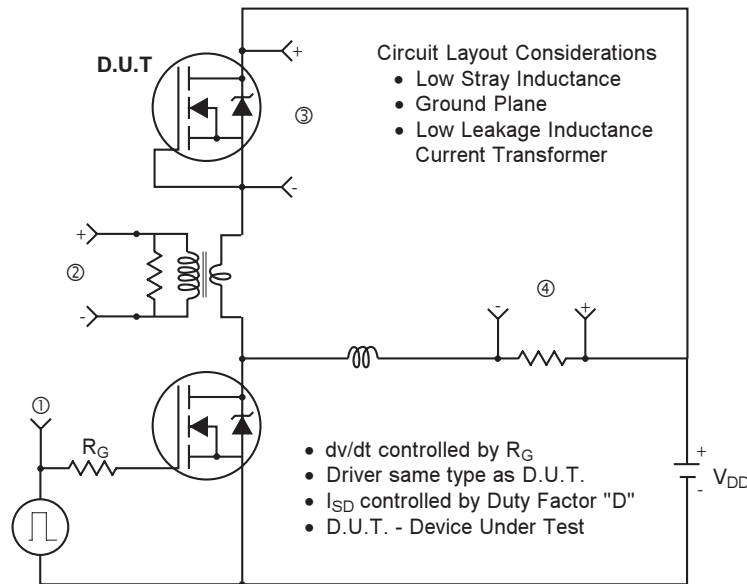 D.U.T
+
-
③
Circuit Layout Considerations
• Low Stray Inductance
• Ground Plane
• Low Leakage Inductance
Current Transformer
+
②
-
-
④
+
①
R_G
• dv/dt controlled by R_G
• Driver same type as D.U.T.
• I_SD controlled by Duty Factor "D"
• D.U.T. - Device Under Test
+
V_DD
-